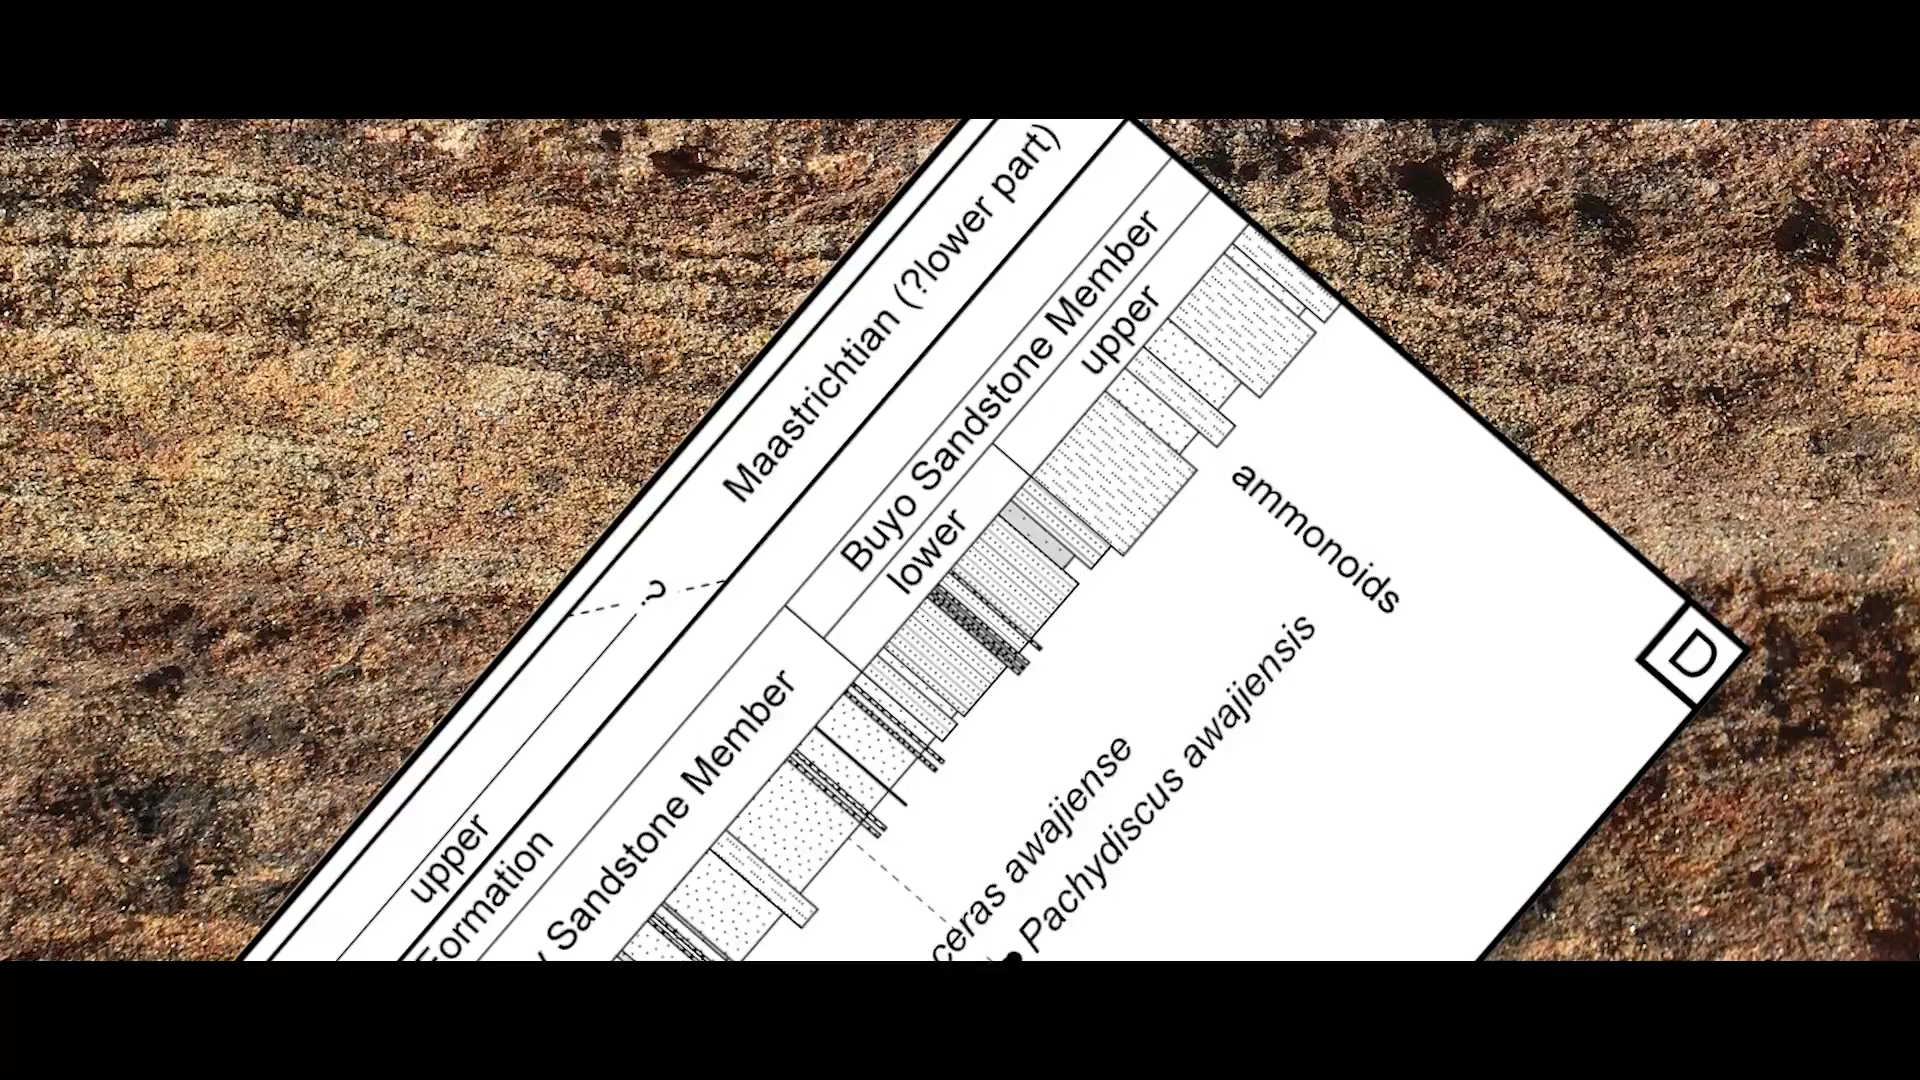 Maastrichtian (?lower part)
?
upper
Formation
Buyo Sandstone Member
upper
lower
Sandstone Member
ammonoids
D
ceras awajiense
Pachydiscus awajiensis